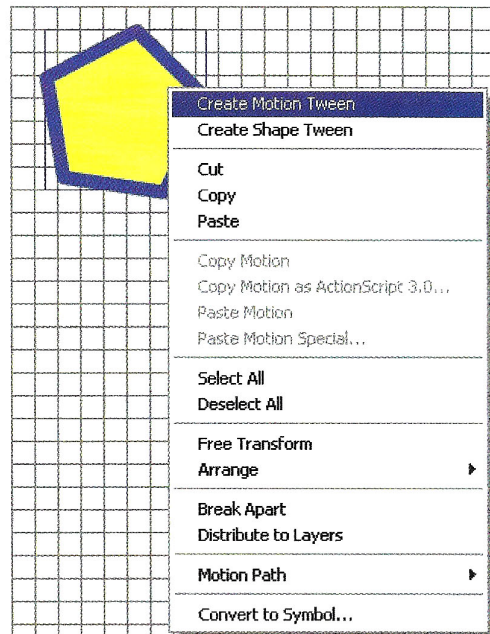 Create Motion Tween
Create Shape Tween
Cut
Copy
Paste
Copy Motion
Copy Motion as ActionScript 3.0...
Paste Motion
Paste Motion Special...
Select All
Deselect All
Free Transform
Arrange
Break Apart
Distribute to Layers
Motion Path
Convert to Symbol...